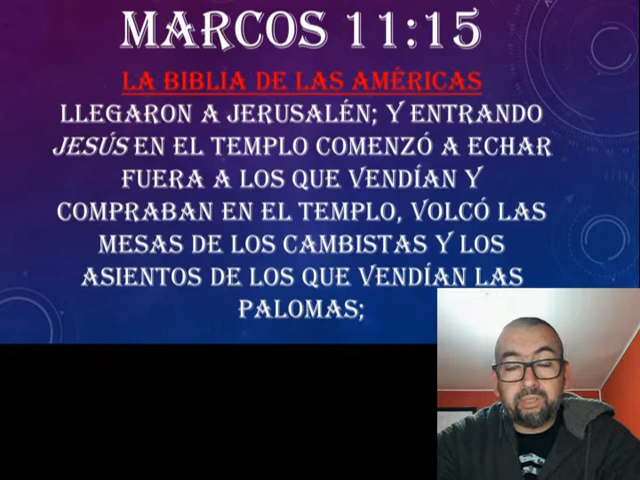 MARCOS 11:15
LA BIBLIA DE LAS AMÉRICAS
LLEGARON A JERUSALÉN; Y ENTRANDO
JESÚS EN EL TEMPLO COMENZÓ A ECHAR
FUERA A LOS QUE VENDÍAN Y
COMPRABAN EN EL TEMPLO, VOLCÓ LAS
MESAS DE LOS CAMBISTAS Y LOS
ASIENTOS DE LOS QUE VENDÍAN LAS
PALOMAS;